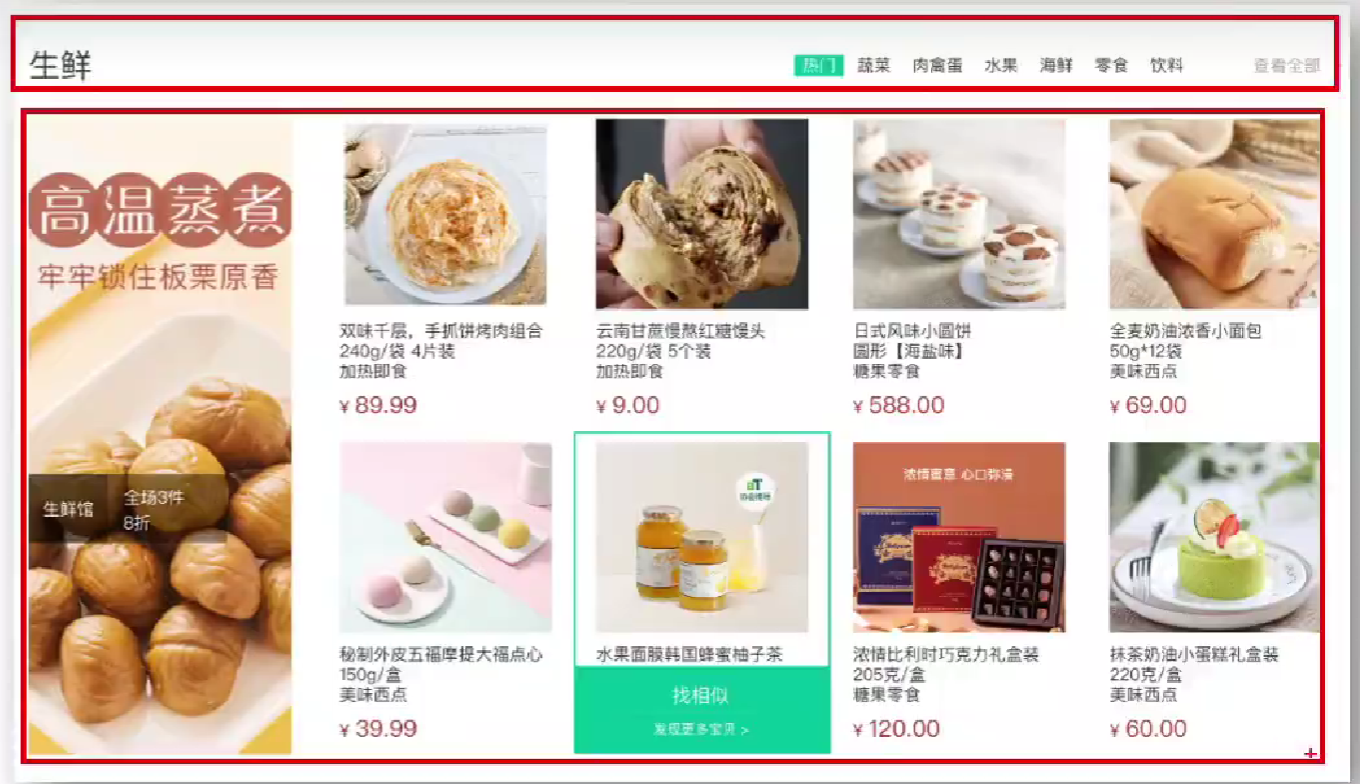 生鲜
热门 蔬菜 肉禽蛋 水果 海鲜 零食 饮料 查看全部
高温蒸煮
牢牢锁住板栗原香
生鲜馆
全场3件
8折
双味千层，手抓饼烤肉组合
240g/袋 4片装
加热即食
¥ 89.99
云南甘蔗慢熬红糖馒头
220g/袋 5个装
加热即食
¥ 9.00
日式风味小圆饼
圆形【海盐味】
糖果零食
¥ 588.00
全麦奶油浓香小面包
50g*12袋
美味西点
¥ 69.00
秘制外皮五福摩提大福点心
150g/盒
美味西点
¥ 39.99
水果面膜韩国蜂蜜柚子茶
找相似
发现更多宝贝 >
浓情蜜意 心口弥漫
浓情比利时巧克力礼盒装
205克/盒
糖果零食
¥ 120.00
抹茶奶油小蛋糕礼盒装
220克/盒
美味西点
¥ 60.00